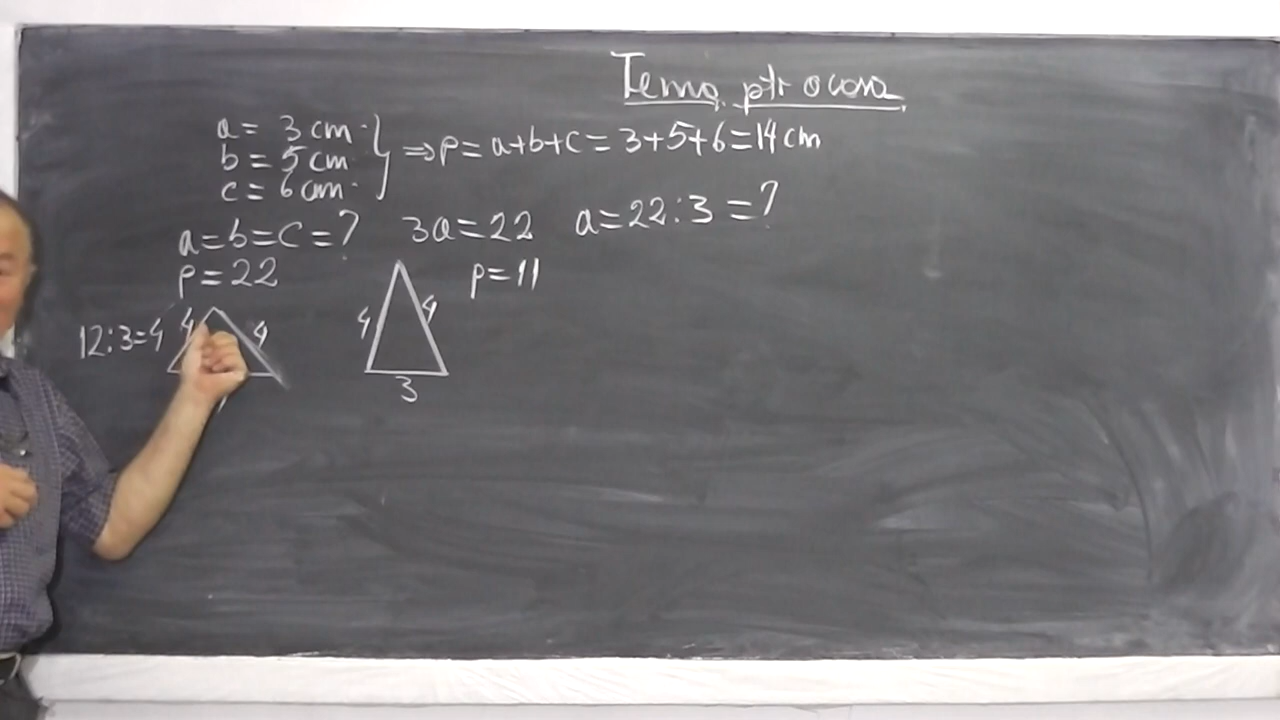 Tema ptr acasa
a = 3 cm
b = 5 cm
c = 6 cm
⇒ p = a+b+c = 3+5+6 = 14 cm
a=b=c=? 3a=22 a=22:3=?
p=22 p=11
12:3=4 4 4 4 4
3